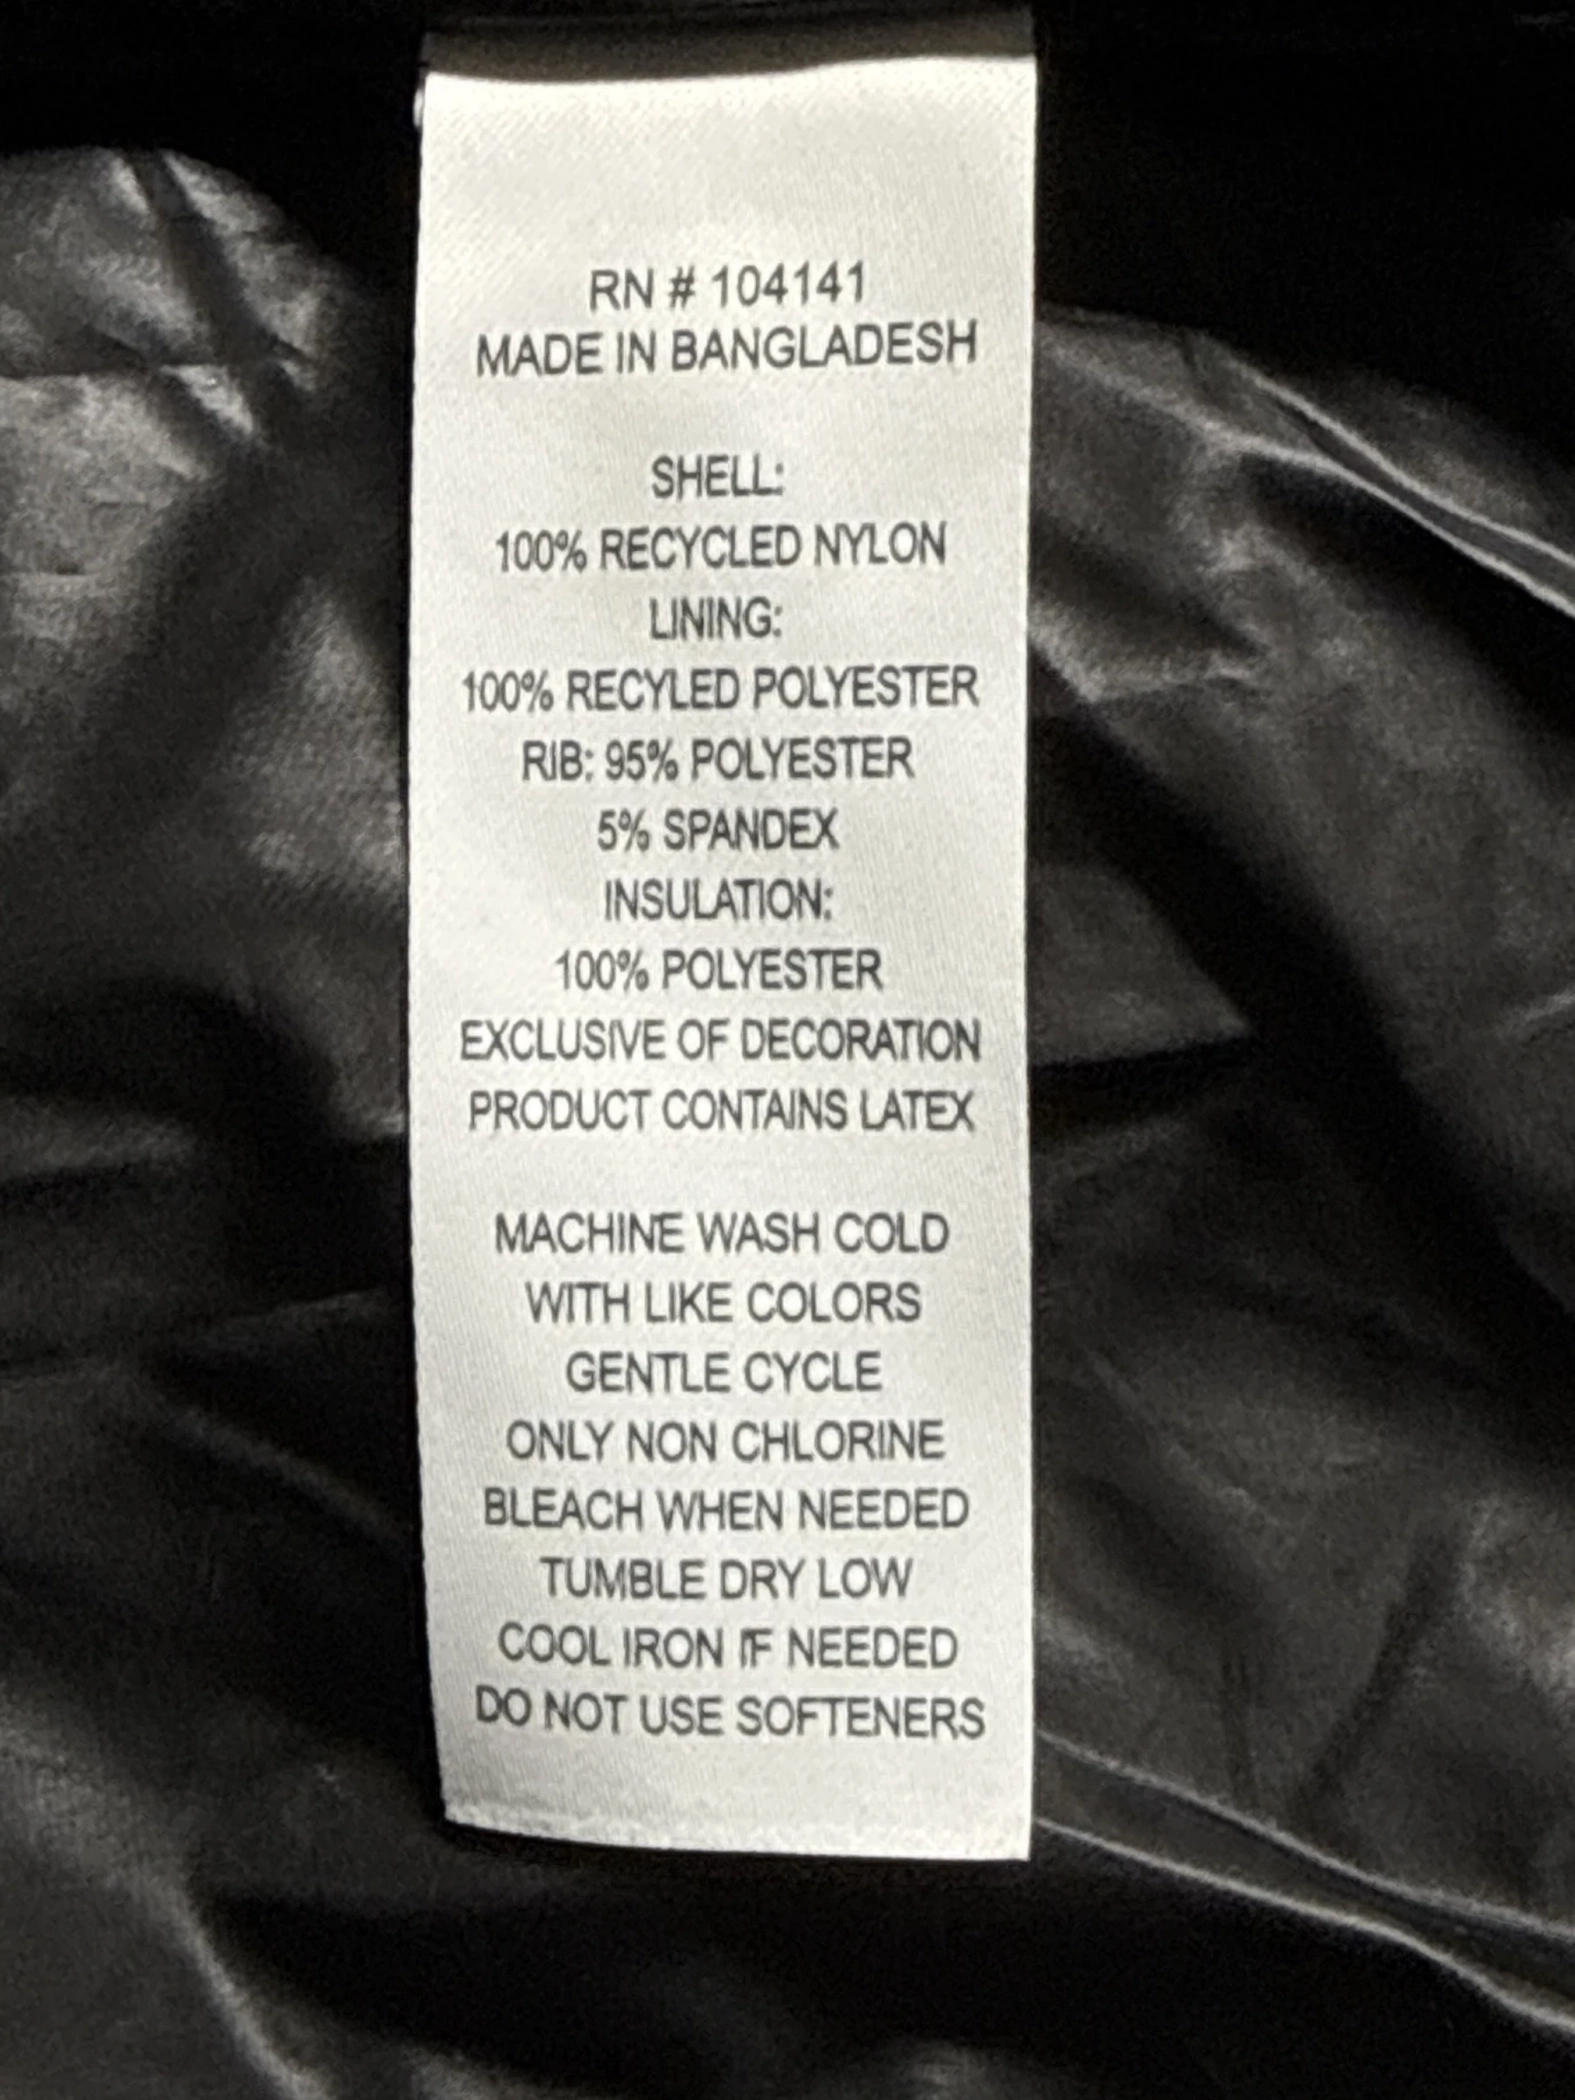 RN # 104141
MADE IN BANGLADESH
SHELL:
100% RECYCLED NYLON
LINING:
100% RECYLED POLYESTER
RIB: 95% POLYESTER
5% SPANDEX
INSULATION:
100% POLYESTER
EXCLUSIVE OF DECORATION
PRODUCT CONTAINS LATEX
MACHINE WASH COLD
WITH LIKE COLORS
GENTLE CYCLE
ONLY NON CHLORINE
BLEACH WHEN NEEDED
TUMBLE DRY LOW
COOL IRON IF NEEDED
DO NOT USE SOFTENERS